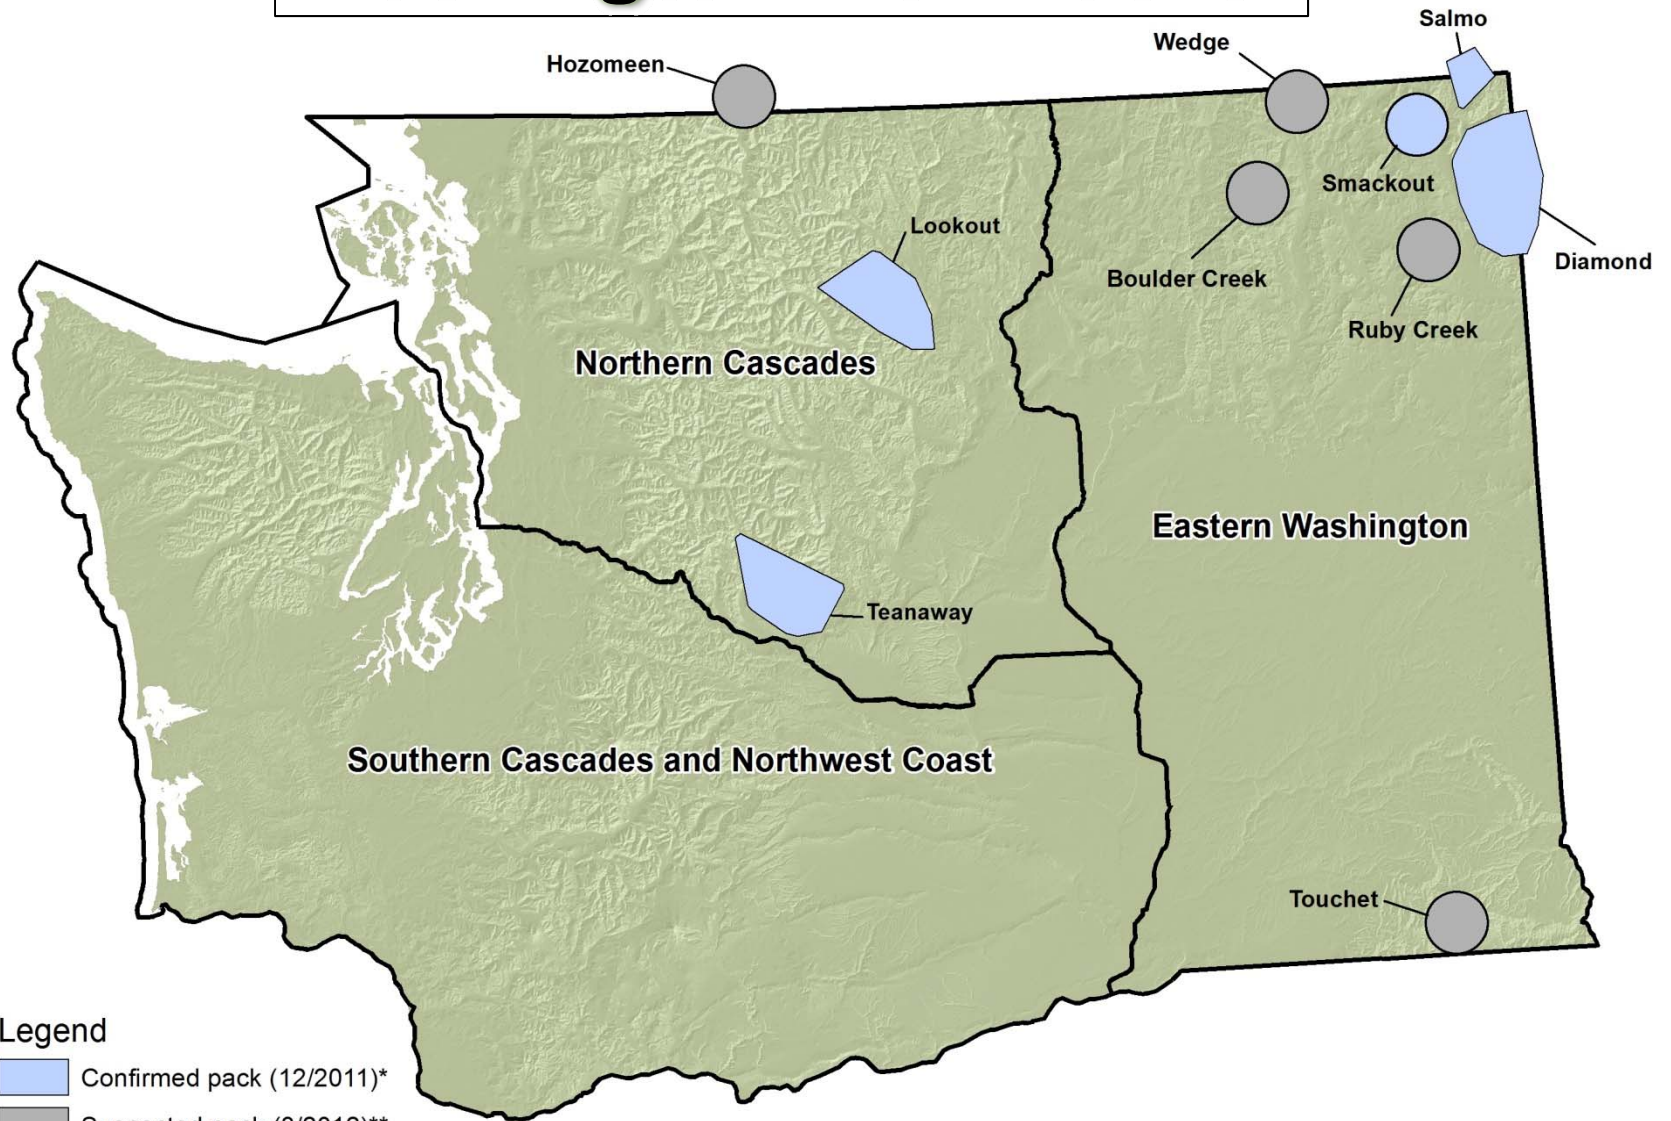 Salmo
Wedge
Hozomeen
Smackout
Lookout
Diamond
Boulder Creek
Ruby Creek
Northern Cascades
Eastern Washington
Teanaway
Southern Cascades and Northwest Coast
Touchet
Legend
Confirmed pack (12/2011)*